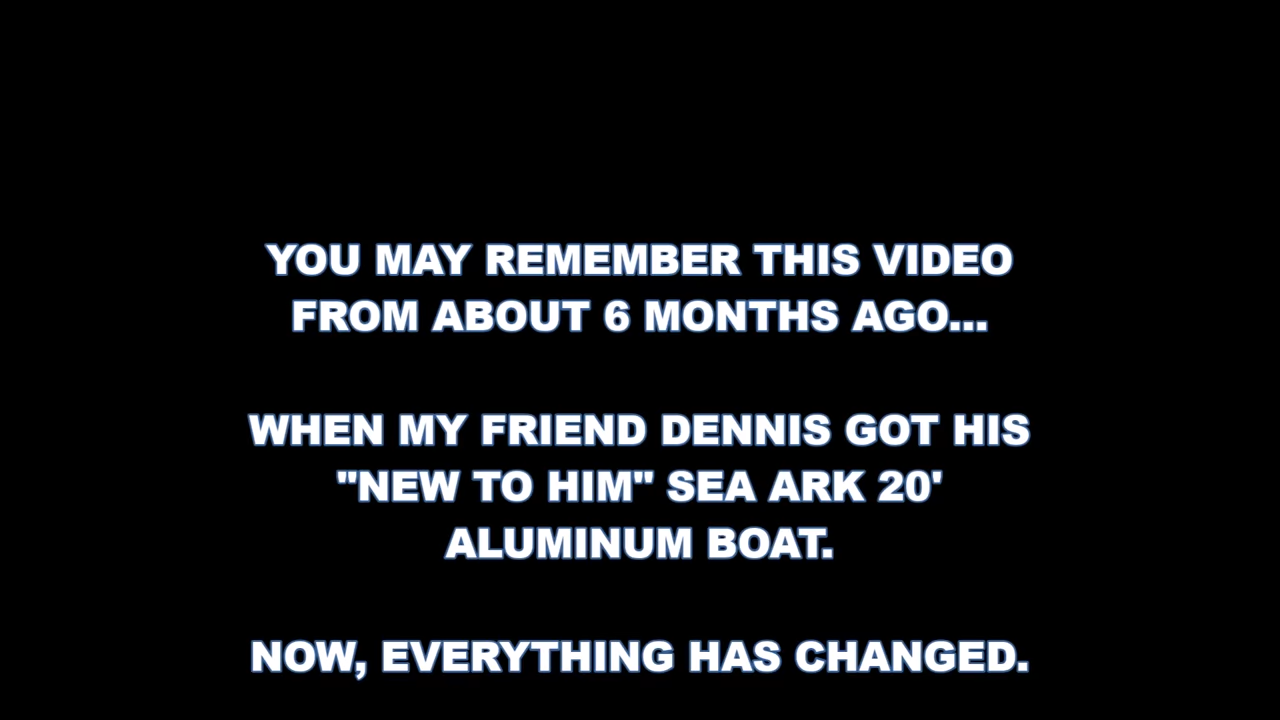 YOU MAY REMEMBER THIS VIDEO
FROM ABOUT 6 MONTHS AGO...
WHEN MY FRIEND DENNIS GOT HIS
"NEW TO HIM" SEA ARK 20'
ALUMINUM BOAT.
NOW, EVERYTHING HAS CHANGED.